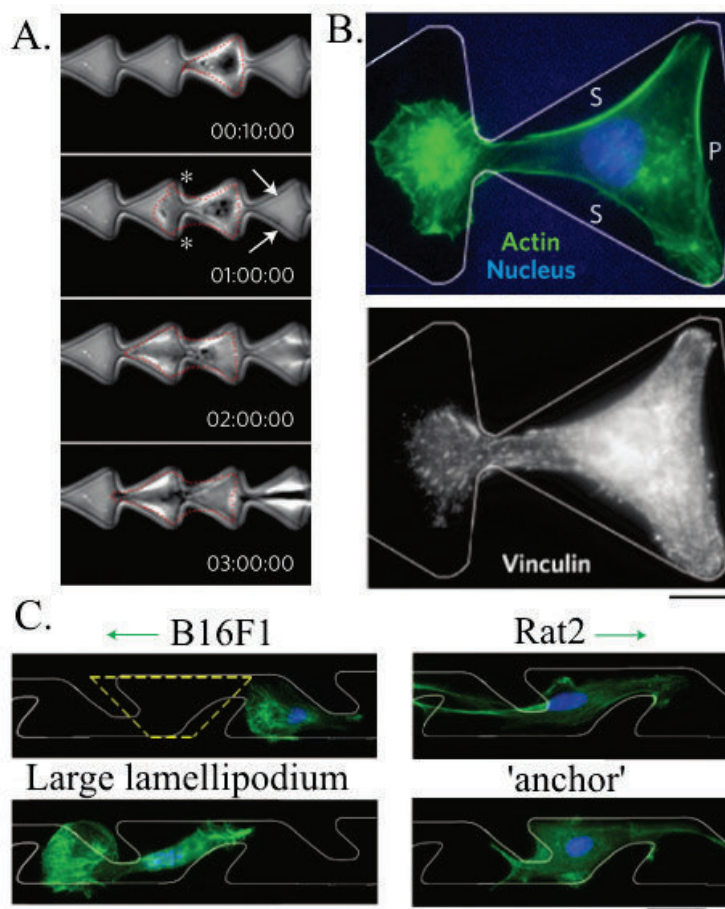 A.
00:10:00
*
*
01:00:00
02:00:00
03:00:00
B.
S
P
S
Actin
Nucleus
Vinculin
C.
B16F1
Rat2
Large lamellipodium
'anchor'